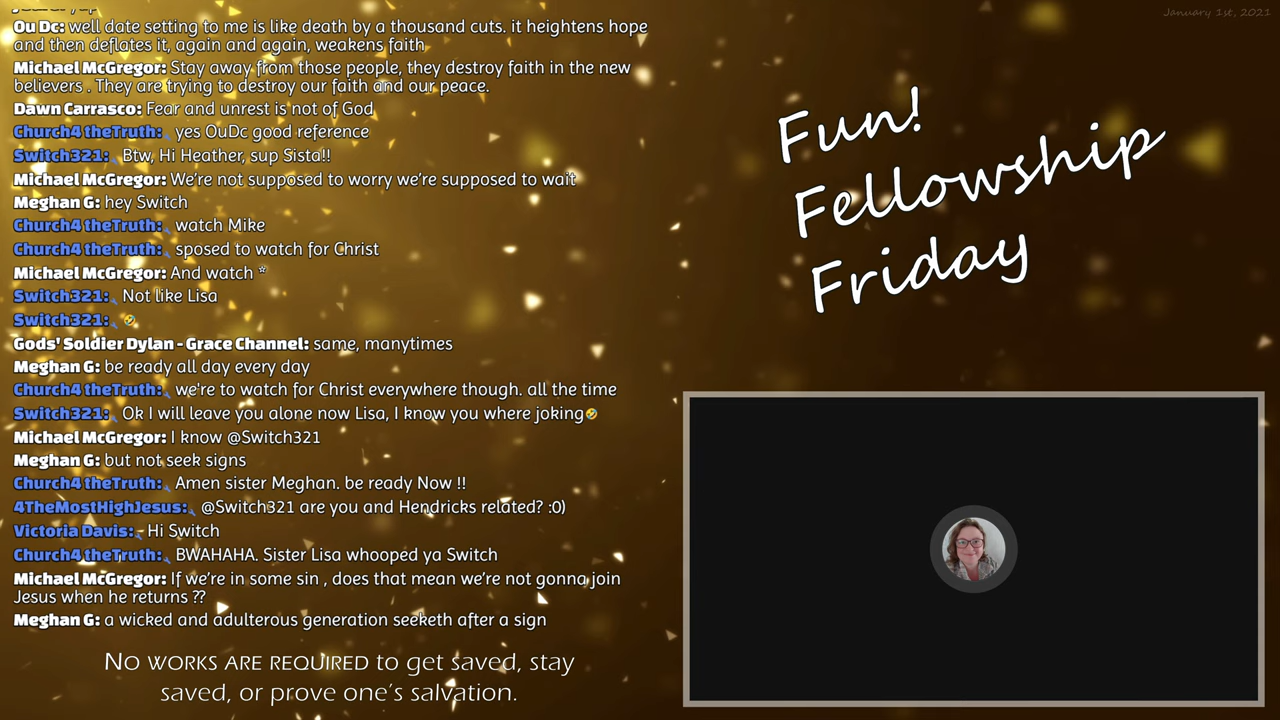 Ou Dc: well date setting to me is like death by a thousand cuts. it heightens hope
and then deflates it, again and again, weakens faith
Michael McGregor: Stay away from those people, they destroy faith in the new
believers . They are trying to destroy our faith and our peace.
Dawn Carrasco: Fear and unrest is not of God
Church4 theTruth: yes OuDc good reference
Switch321: Btw, Hi Heather, sup Sista!!
Michael McGregor: We're not supposed to worry we're supposed to wait
Meghan G: hey Switch
Church4 theTruth: watch Mike
Church4 theTruth: sposed to watch for Christ
Michael McGregor: And watch *
Switch321: Not like Lisa
Switch321: 🤣
Gods' Soldier Dylan - Grace Channel: same, manytimes
Meghan G: be ready all day every day
Church4 theTruth: we're to watch for Christ everywhere though. all the time
Switch321: Ok I will leave you alone now Lisa, I know you where joking🤣
Michael McGregor: I know @Switch321
Meghan G: but not seek signs
Church4 theTruth: Amen sister Meghan. be ready Now !!
4TheMostHighJesus: @Switch321 are you and Hendricks related? :0)
Victoria Davis: Hi Switch
Church4 theTruth: BWAHAHA. Sister Lisa whooped ya Switch
Michael McGregor: If we're in some sin , does that mean we're not gonna join
Jesus when he returns ??
Meghan G: a wicked and adulterous generation seeketh after a sign
No works are required to get saved, stay
saved, or prove one's salvation.
January 1st, 2021
Fun!
Fellowship
Friday